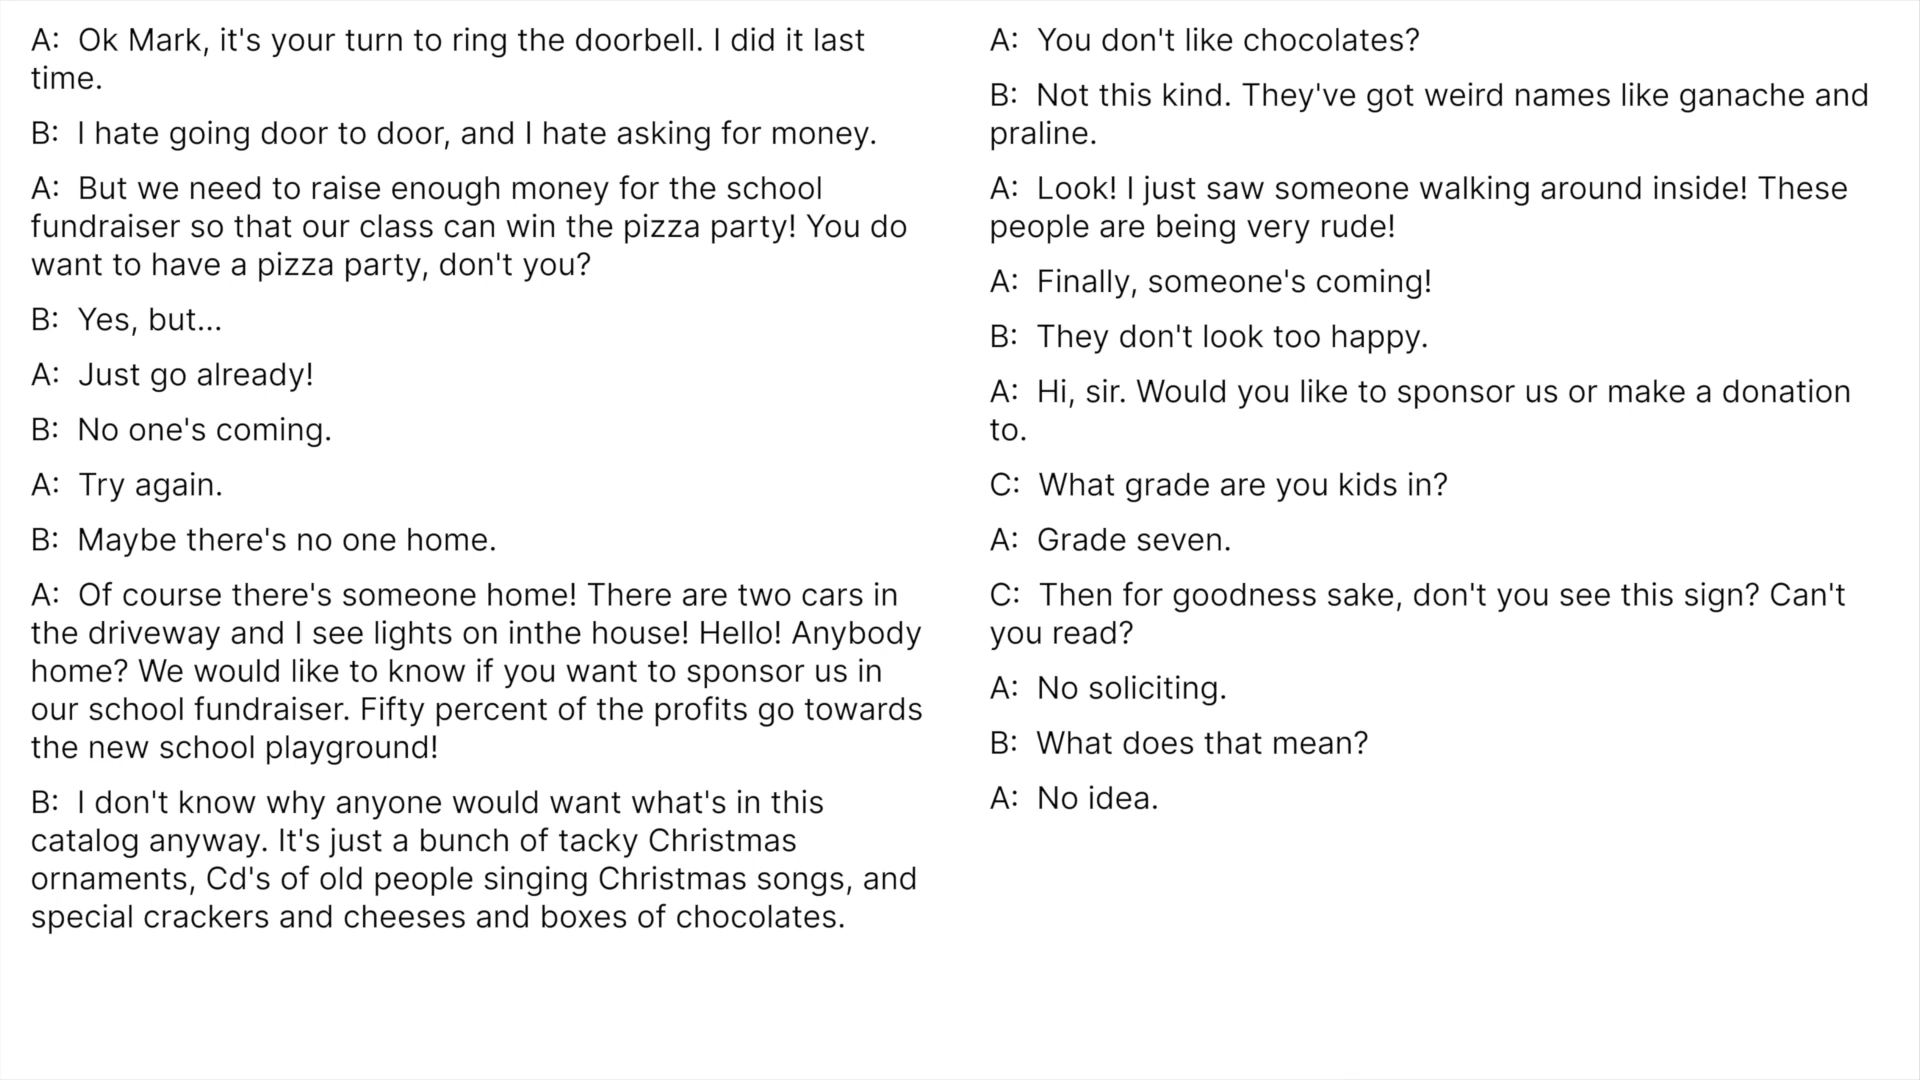 A:  Ok Mark, it's your turn to ring the doorbell. I did it last
time.
B:  I hate going door to door, and I hate asking for money.
A:  But we need to raise enough money for the school
fundraiser so that our class can win the pizza party! You do
want to have a pizza party, don't you?
B:  Yes, but...
A:  Just go already!
B:  No one's coming.
A:  Try again.
B:  Maybe there's no one home.
A:  Of course there's someone home! There are two cars in
the driveway and I see lights on inthe house! Hello! Anybody
home? We would like to know if you want to sponsor us in
our school fundraiser. Fifty percent of the profits go towards
the new school playground!
B:  I don't know why anyone would want what's in this
catalog anyway. It's just a bunch of tacky Christmas
ornaments, Cd's of old people singing Christmas songs, and
special crackers and cheeses and boxes of chocolates.
A:  You don't like chocolates?
B:  Not this kind. They've got weird names like ganache and
praline.
A:  Look! I just saw someone walking around inside! These
people are being very rude!
A:  Finally, someone's coming!
B:  They don't look too happy.
A:  Hi, sir. Would you like to sponsor us or make a donation
to.
C:  What grade are you kids in?
A:  Grade seven.
C:  Then for goodness sake, don't you see this sign? Can't
you read?
A:  No soliciting.
B:  What does that mean?
A:  No idea.